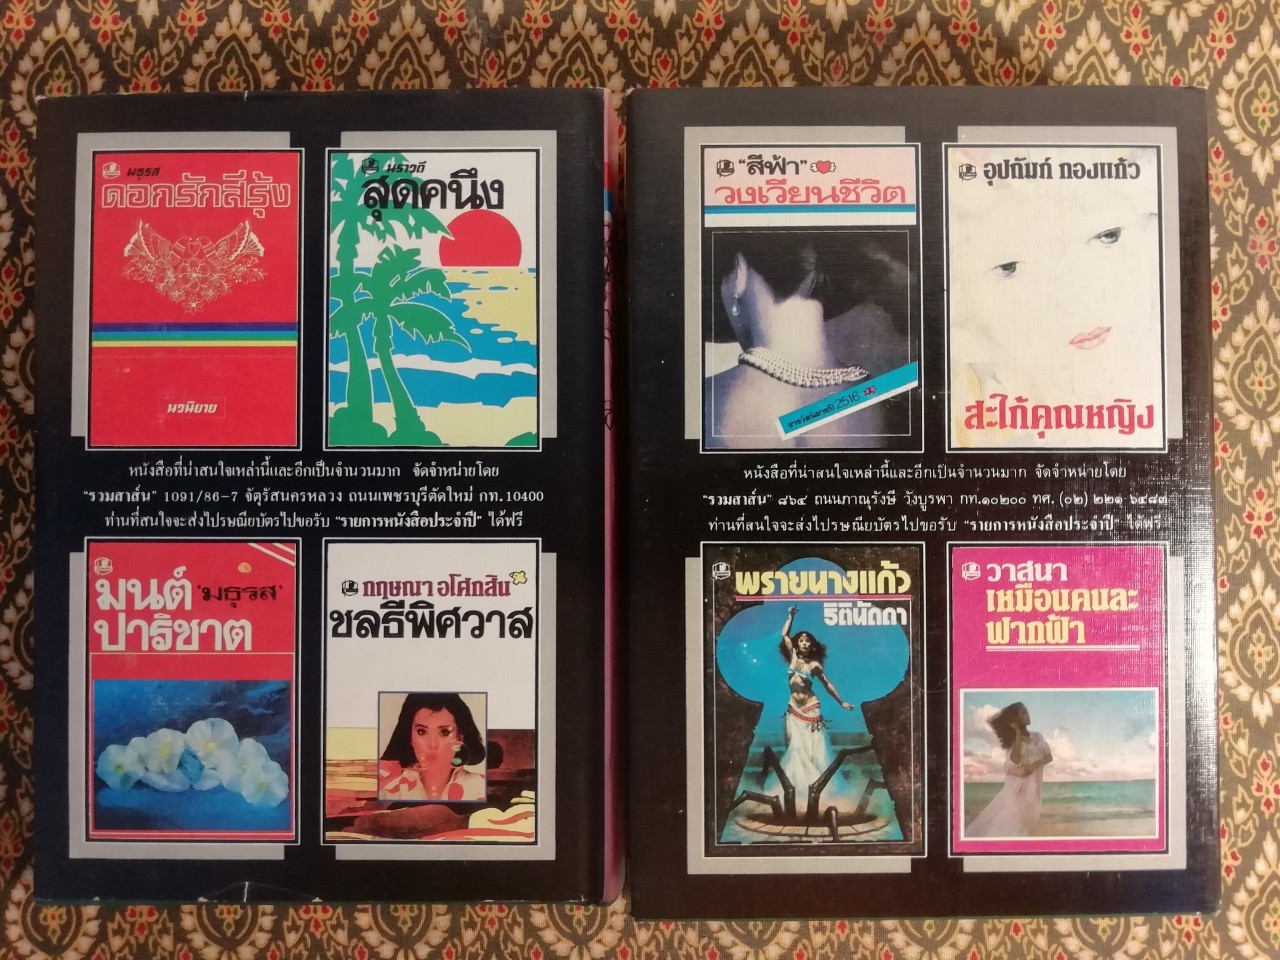 มธุรส
ดอกรักสีรุ้ง
นวนิยาย
นราวดี
สุดคนึง
หนังสือที่น่าสนใจเหล่านี้และอีกเป็นจำนวนมาก จัดจำหน่ายโดย
"รวมสาส์น" 1091/86-7 จัตุรัสนครหลวง ถนนเพชรบุรีตัดใหม่ กท. 10400
ท่านที่สนใจจะส่งไปรษณียบัตรไปขอรับ "รายการหนังสือประจำปี" ได้ฟรี
มนต์
'มธุรส'
ปาริชาต
กฤษณา อโศกสิน
ชลธีพิศวาส
"สีฟ้า"
วงเวียนชีวิต
2516
อุปถัมภ์ กองแก้ว
สะใภ้คุณหญิง
หนังสือที่น่าสนใจเหล่านี้และอีกเป็นจำนวนมาก จัดจำหน่ายโดย
"รวมสาส์น" ๘๖๔ ถนนภาณุรังษี วังบูรพา กท.๑๐๒๐๐ ทศ. (๐๒) ๒๒๑ ๖๔๘๓
ท่านที่สนใจจะส่งไปรษณียบัตรไปขอรับ "รายการหนังสือประจำปี" ได้ฟรี
พรายนางแก้ว
ริตินัดดา
วาสนา
เหมือนคนละ
ฟากฟ้า